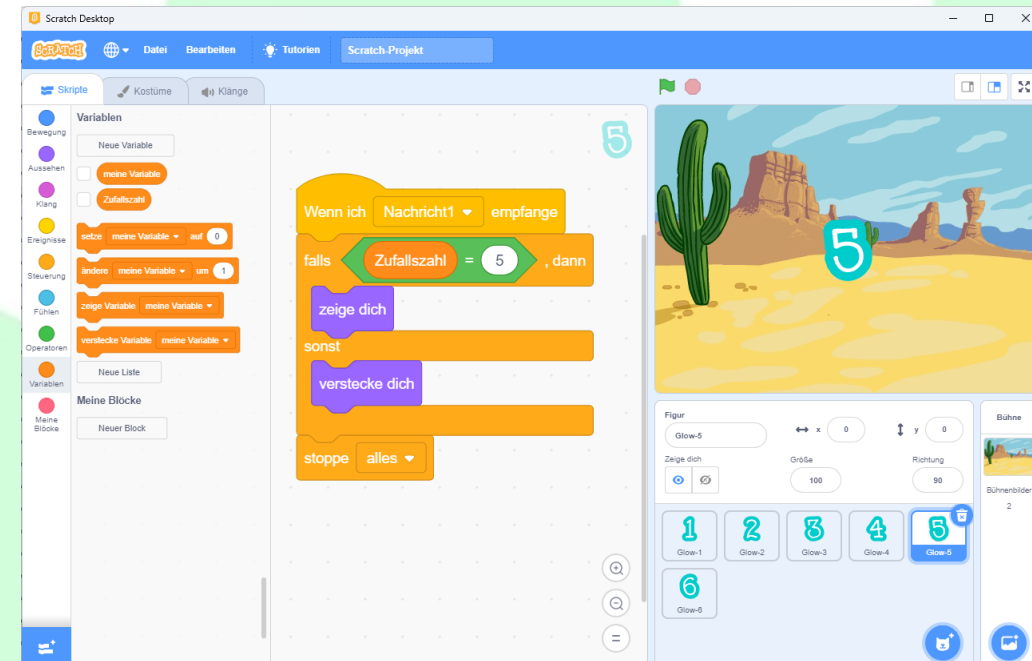 Scratch Desktop
SCRATCH Datei Bearbeiten Tutorien Scratch-Projekt
Skripte Kostüme Klänge
Bewegung
Aussehen
Klang
Ereignisse
Steuerung
Fühlen
Operatoren
Variablen
Meine
Blöcke
Variablen
Neue Variable
meine Variable
Zufallszahl
setze meine Variable auf 0
ändere meine Variable um 1
zeige Variable meine Variable
verstecke Variable meine Variable
Neue Liste
Meine Blöcke
Neuer Block
5
Wenn ich Nachricht1 empfange
falls Zufallszahl = 5 , dann
zeige dich
sonst
verstecke dich
stoppe alles
5
Figur
Glow-5 x 0 y 0
Zeige dich Größe Richtung
100 90
1 2 3 4 5
Glow-1 Glow-2 Glow-3 Glow-4 Glow-5
6
Glow-6
Bühne
Bühnenbilder
2